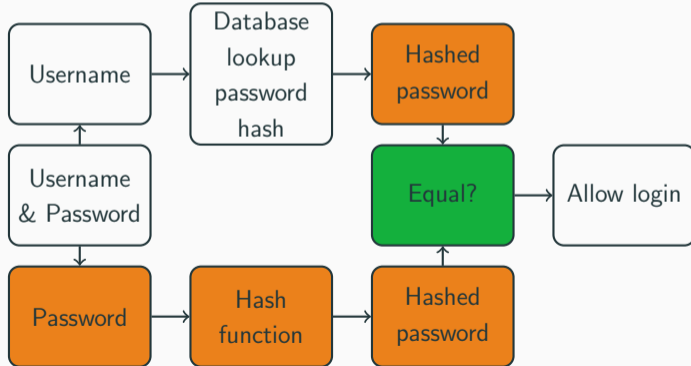 Username
Database
lookup
password
hash
Hashed
password
Username
& Password
Equal?
Allow login
Password
Hash
function
Hashed
password